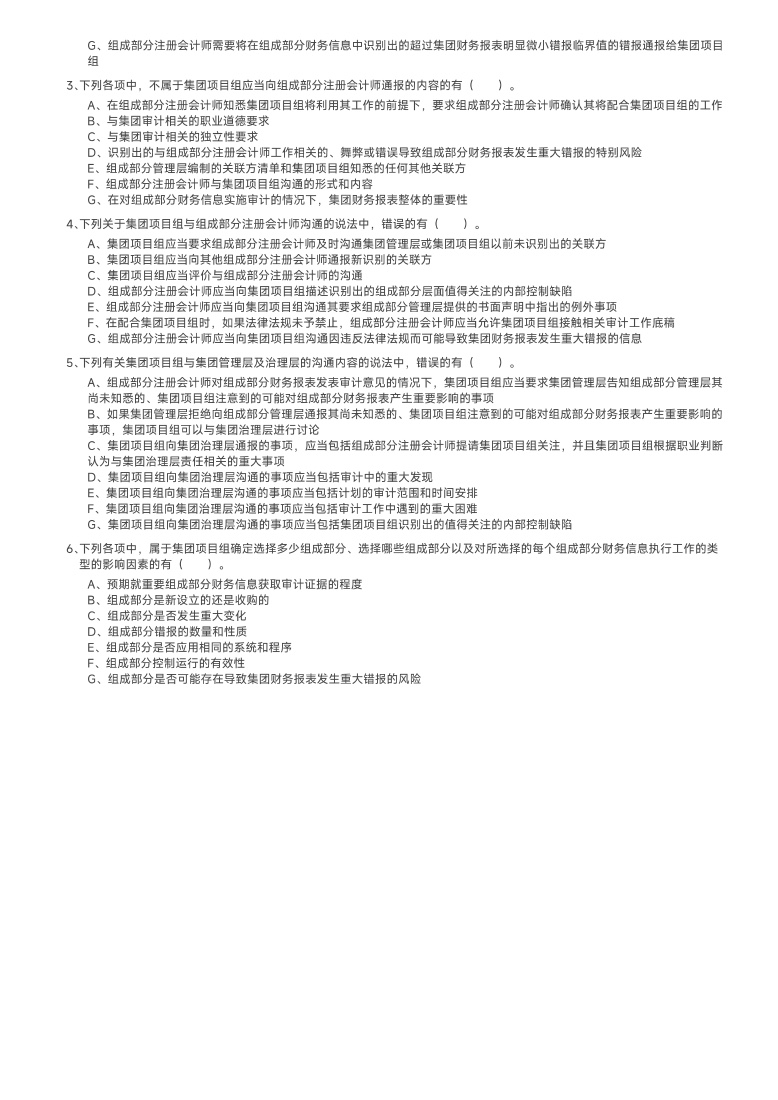 G、组成部分注册会计师需要将在组成部分财务信息中识别出的超过集团财务报表明显微小错报临界值的错报通报给集团项目
组
3、下列各项中，不属于集团项目组应当向组成部分注册会计师通报的内容的有（　　）。
A、在组成部分注册会计师知悉集团项目组将利用其工作的前提下，要求组成部分注册会计师确认其将配合集团项目组的工作
B、与集团审计相关的职业道德要求
C、与集团审计相关的独立性要求
D、识别出的与组成部分注册会计师工作相关的、舞弊或错误导致组成部分财务报表发生重大错报的特别风险
E、组成部分管理层编制的关联方清单和集团项目组知悉的任何其他关联方
F、组成部分注册会计师与集团项目组沟通的形式和内容
G、在对组成部分财务信息实施审计的情况下，集团财务报表整体的重要性
4、下列关于集团项目组与组成部分注册会计师沟通的说法中，错误的有（　　）。
A、集团项目组应当要求组成部分注册会计师及时沟通集团管理层或集团项目组以前未识别出的关联方
B、集团项目组应当向其他组成部分注册会计师通报新识别的关联方
C、集团项目组应当评价与组成部分注册会计师的沟通
D、组成部分注册会计师应当向集团项目组描述识别出的组成部分层面值得关注的内部控制缺陷
E、组成部分注册会计师应当向集团项目组沟通其要求组成部分管理层提供的书面声明中指出的例外事项
F、在配合集团项目组时，如果法律法规未予禁止，组成部分注册会计师应当允许集团项目组接触相关审计工作底稿
G、组成部分注册会计师应当向集团项目组沟通因违反法律法规而可能导致集团财务报表发生重大错报的信息
5、下列有关集团项目组与集团管理层及治理层的沟通内容的说法中，错误的有（　　）。
A、组成部分注册会计师对组成部分财务报表发表审计意见的情况下，集团项目组应当要求集团管理层告知组成部分管理层其
尚未知悉的、集团项目组注意到的可能对组成部分财务报表产生重要影响的事项
B、如果集团管理层拒绝向组成部分管理层通报其尚未知悉的、集团项目组注意到的可能对组成部分财务报表产生重要影响的
事项，集团项目组可以与集团治理层进行讨论
C、集团项目组向集团治理层通报的事项，应当包括组成部分注册会计师提请集团项目组关注，并且集团项目组根据职业判断
认为与集团治理层责任相关的重大事项
D、集团项目组向集团治理层沟通的事项应当包括审计中的重大发现
E、集团项目组向集团治理层沟通的事项应当包括计划的审计范围和时间安排
F、集团项目组向集团治理层沟通的事项应当包括审计工作中遇到的重大困难
G、集团项目组向集团治理层沟通的事项应当包括集团项目组识别出的值得关注的内部控制缺陷
6、下列各项中，属于集团项目组确定选择多少组成部分、选择哪些组成部分以及对所选择的每个组成部分财务信息执行工作的类
型的影响因素的有（　　）。
A、预期就重要组成部分财务信息获取审计证据的程度
B、组成部分是新设立的还是收购的
C、组成部分是否发生重大变化
D、组成部分错报的数量和性质
E、组成部分是否应用相同的系统和程序
F、组成部分控制运行的有效性
G、组成部分是否可能存在导致集团财务报表发生重大错报的风险